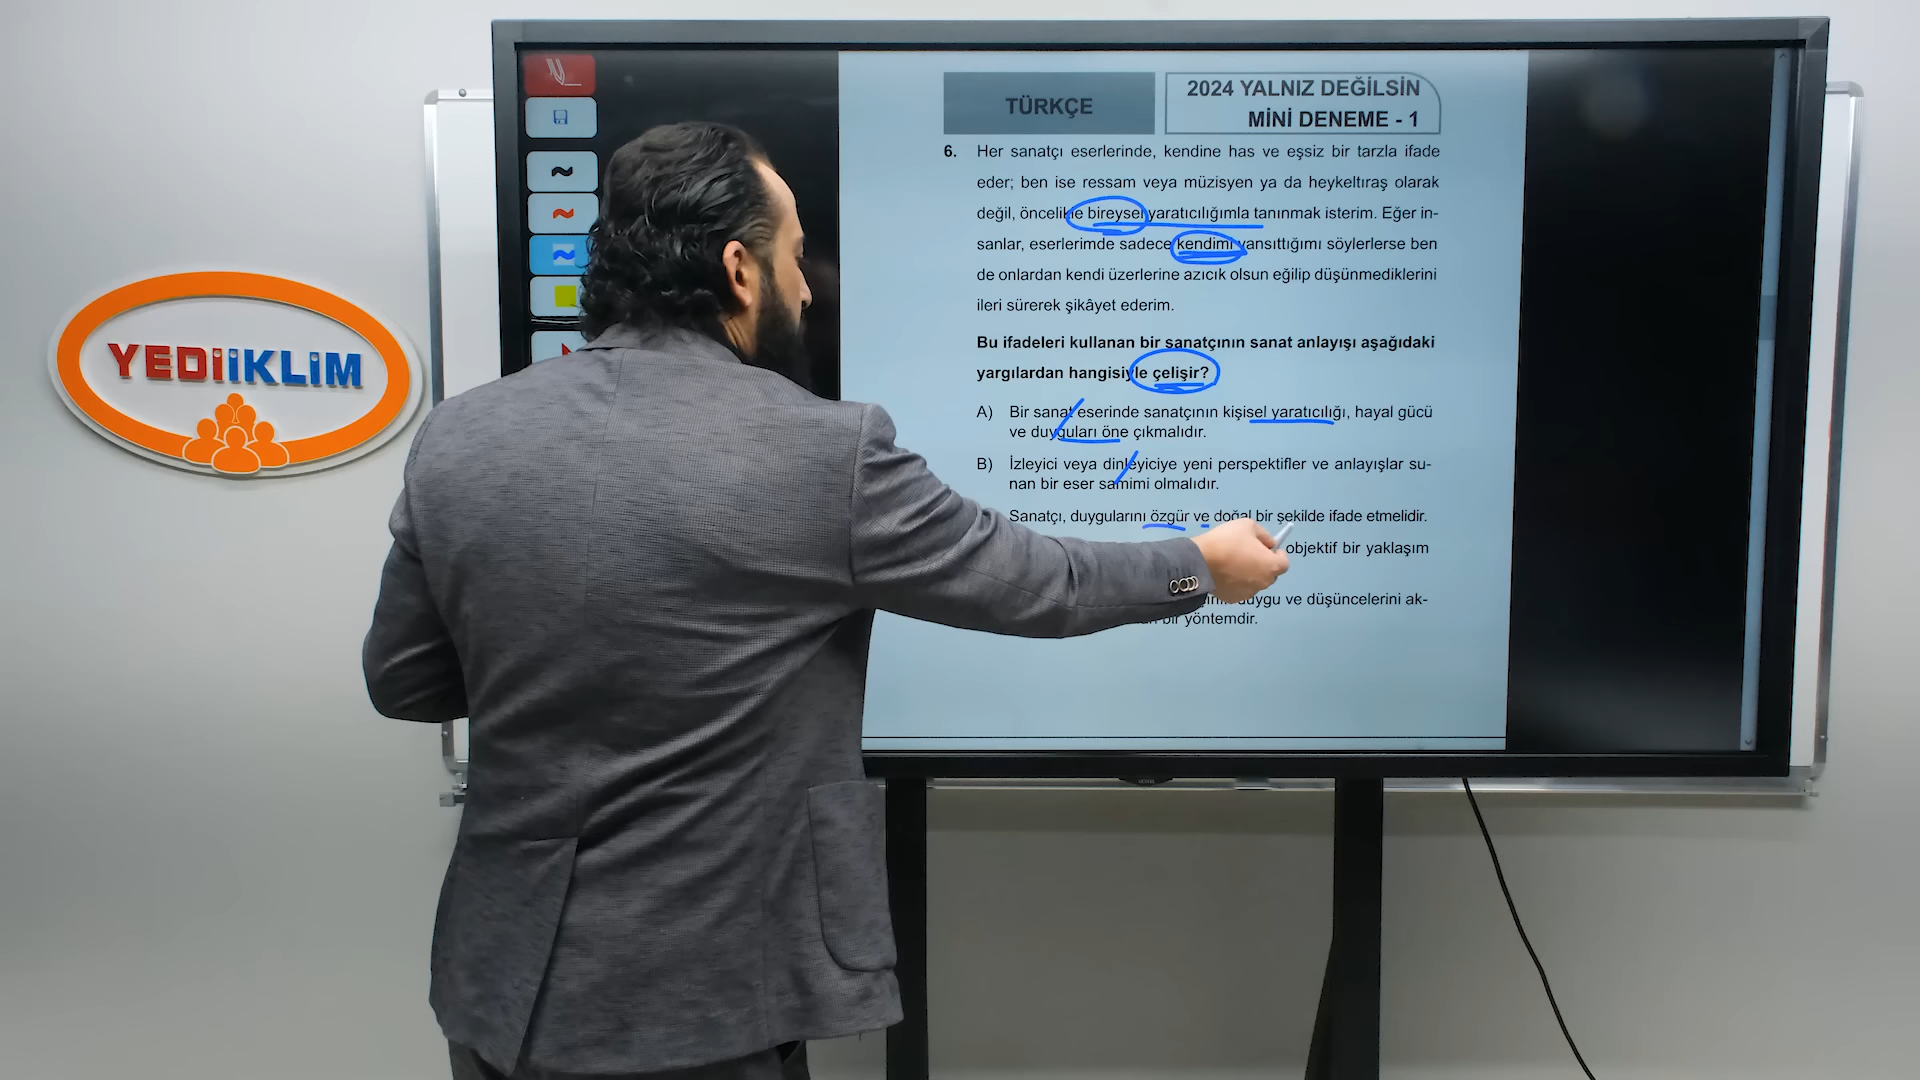 TÜRKÇE
2024 YALNIZ DEĞİLSİN
MİNİ DENEME - 1
6. Her sanatçı eserlerinde, kendine has ve eşsiz bir tarzla ifade
eder; ben ise ressam veya müzisyen ya da heykeltıraş olarak
değil, öncelikle bireysel yaratıcılığımla tanınmak isterim. Eğer in-
sanlar, eserlerimde sadece kendimi yansıttığımı söylerlerse ben
de onlardan kendi üzerlerine azıcık olsun eğilip düşünmediklerini
ileri sürerek şikâyet ederim.
Bu ifadeleri kullanan bir sanatçının sanat anlayışı aşağıdaki
yargılardan hangisiyle çelişir?
A) Bir sanat eserinde sanatçının kişisel yaratıcılığı, hayal gücü
ve duyguları öne çıkmalıdır.
B) İzleyici veya dinleyiciye yeni perspektifler ve anlayışlar su-
nan bir eser samimi olmalıdır.
Sanatçı, duygularını özgür ve doğal bir şekilde ifade etmelidir.
objektif bir yaklaşım
duygu ve düşüncelerini ak-
bir yöntemdir.
YEDİİKLİM